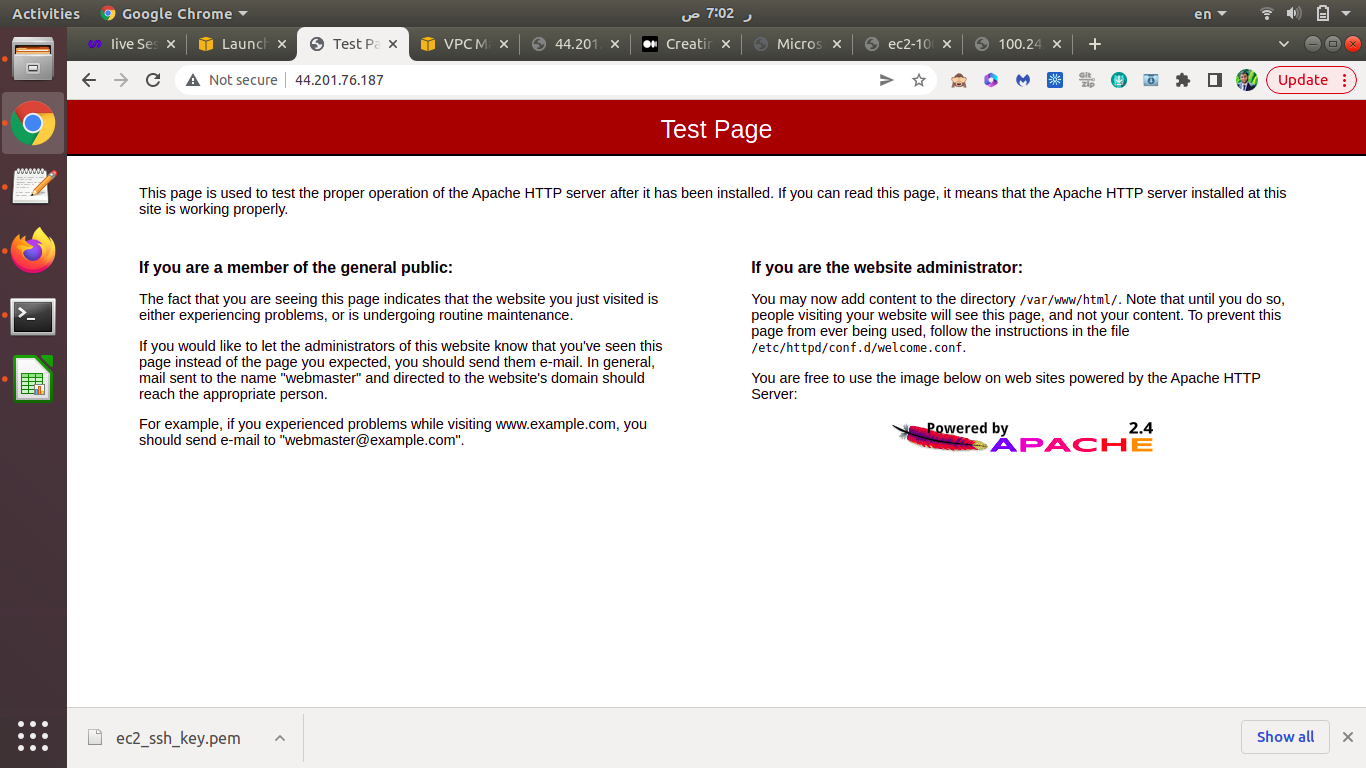 Activities
Google Chrome
ر 7:02 ص
en
live Ses
Launch
Test Pa
VPC M
44.201.
Creatin
Micros
ec2-10
100.24
Not secure
44.201.76.187
Update
Test Page
This page is used to test the proper operation of the Apache HTTP server after it has been installed. If you can read this page, it means that the Apache HTTP server installed at this
site is working properly.
If you are a member of the general public:
The fact that you are seeing this page indicates that the website you just visited is
either experiencing problems, or is undergoing routine maintenance.
If you would like to let the administrators of this website know that you've seen this
page instead of the page you expected, you should send them e-mail. In general,
mail sent to the name "webmaster" and directed to the website's domain should
reach the appropriate person.
For example, if you experienced problems while visiting www.example.com, you
should send e-mail to "webmaster@example.com".
If you are the website administrator:
You may now add content to the directory /var/www/html/. Note that until you do so,
people visiting your website will see this page, and not your content. To prevent this
page from ever being used, follow the instructions in the file
/etc/httpd/conf.d/welcome.conf.
You are free to use the image below on web sites powered by the Apache HTTP
Server:
Powered by 2.4
APACHE
ec2_ssh_key.pem
Show all